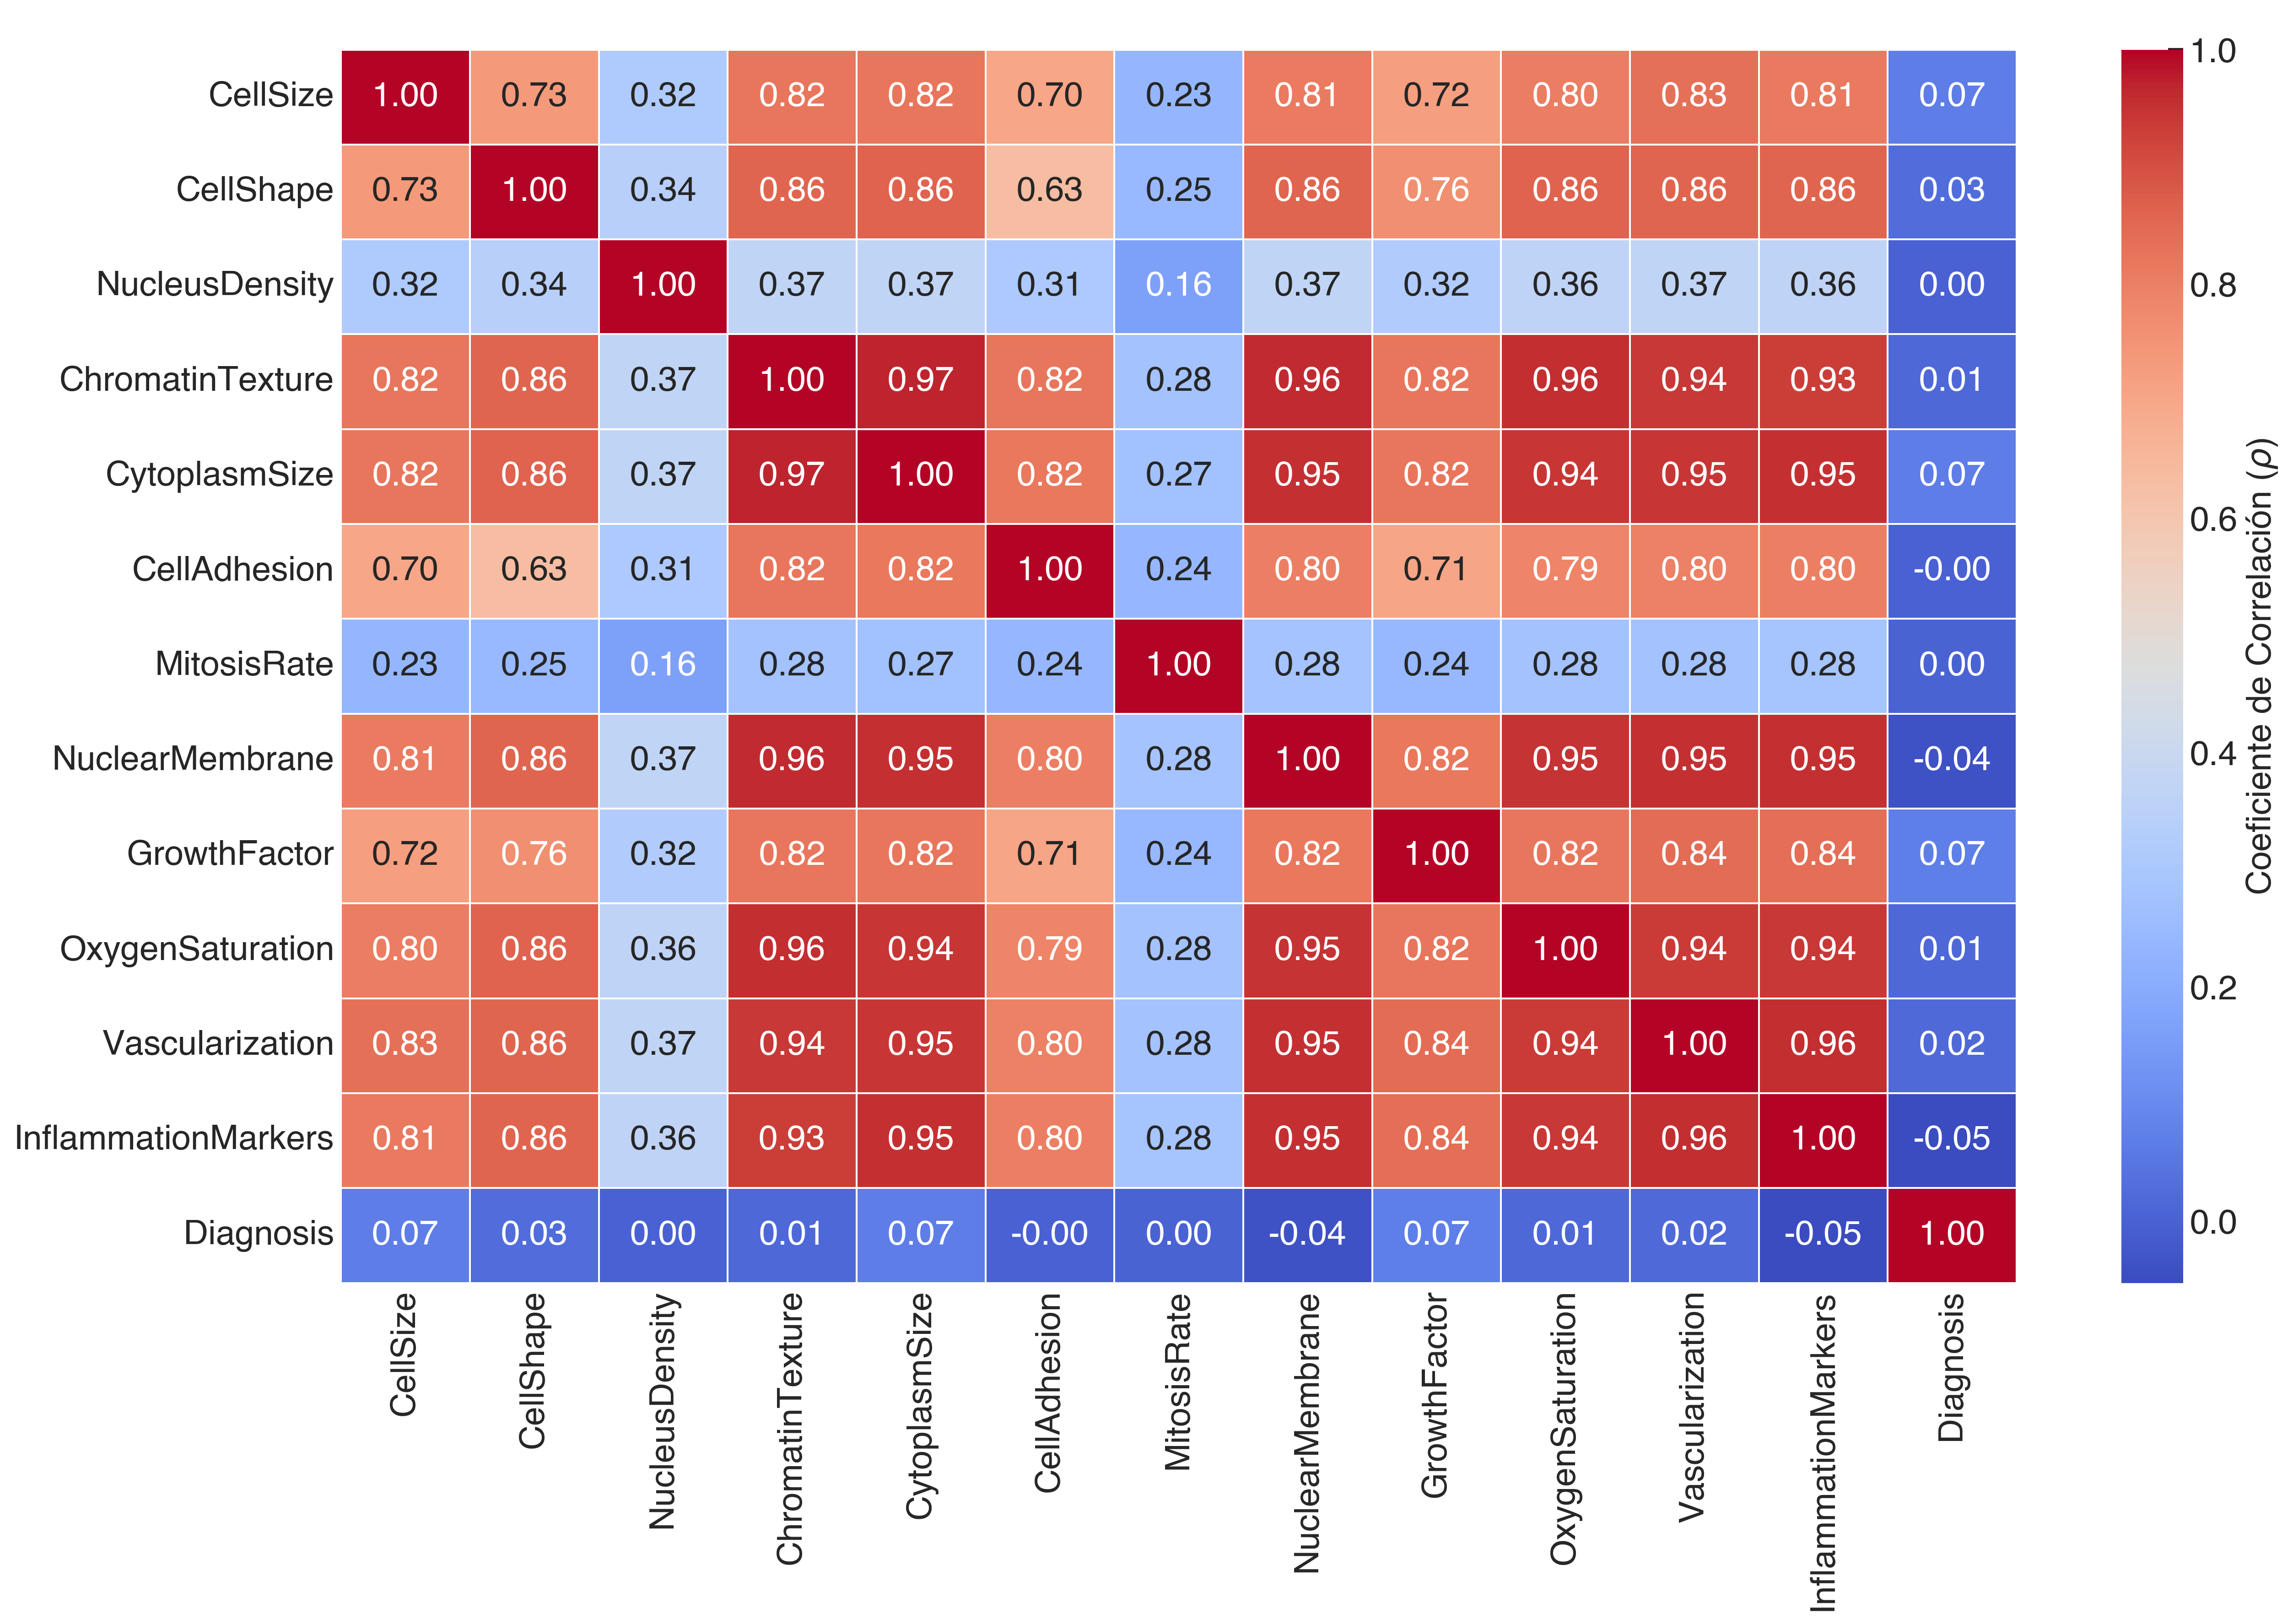 CellSize 1.00 0.73 0.32 0.82 0.82 0.70 0.23 0.81 0.72 0.80 0.83 0.81 0.07
CellShape 0.73 1.00 0.34 0.86 0.86 0.63 0.25 0.86 0.76 0.86 0.86 0.86 0.03
NucleusDensity 0.32 0.34 1.00 0.37 0.37 0.31 0.16 0.37 0.32 0.36 0.37 0.36 0.00
ChromatinTexture 0.82 0.86 0.37 1.00 0.97 0.82 0.28 0.96 0.82 0.96 0.94 0.93 0.01
CytoplasmSize 0.82 0.86 0.37 0.97 1.00 0.82 0.27 0.95 0.82 0.94 0.95 0.95 0.07
CellAdhesion 0.70 0.63 0.31 0.82 0.82 1.00 0.24 0.80 0.71 0.79 0.80 0.80 -0.00
MitosisRate 0.23 0.25 0.16 0.28 0.27 0.24 1.00 0.28 0.24 0.28 0.28 0.28 0.00
NuclearMembrane 0.81 0.86 0.37 0.96 0.95 0.80 0.28 1.00 0.82 0.95 0.95 0.95 -0.04
GrowthFactor 0.72 0.76 0.32 0.82 0.82 0.71 0.24 0.82 1.00 0.82 0.84 0.84 0.07
OxygenSaturation 0.80 0.86 0.36 0.96 0.94 0.79 0.28 0.95 0.82 1.00 0.94 0.94 0.01
Vascularization 0.83 0.86 0.37 0.94 0.95 0.80 0.28 0.95 0.84 0.94 1.00 0.96 0.02
InflammationMarkers 0.81 0.86 0.36 0.93 0.95 0.80 0.28 0.95 0.84 0.94 0.96 1.00 -0.05
Diagnosis 0.07 0.03 0.00 0.01 0.07 -0.00 0.00 -0.04 0.07 0.01 0.02 -0.05 1.00
CellSize
CellShape
NucleusDensity
ChromatinTexture
CytoplasmSize
CellAdhesion
MitosisRate
NuclearMembrane
GrowthFactor
OxygenSaturation
Vascularization
InflammationMarkers
Diagnosis
1.0
0.8
0.6
0.4
0.2
0.0
Coeficiente de Correlación (ρ)